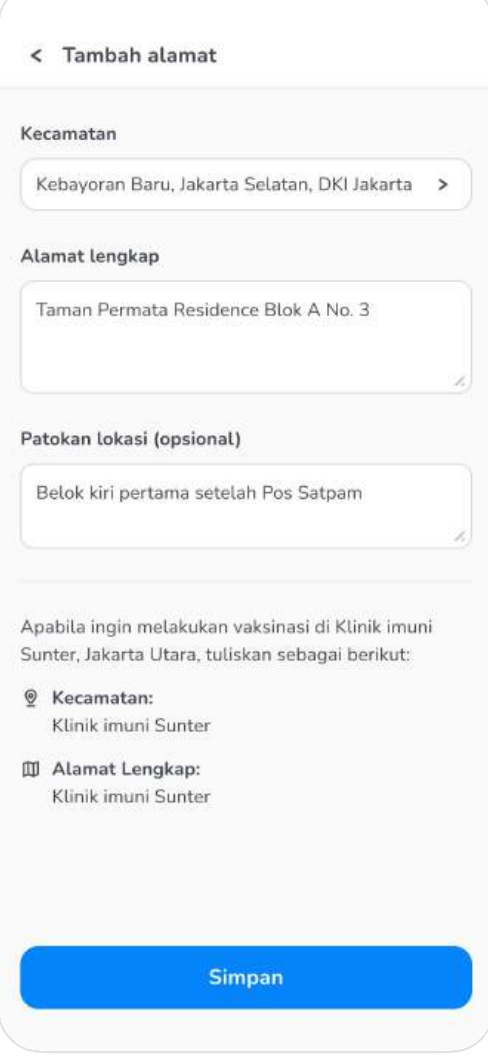 < Tambah alamat
Kecamatan
Kebayoran Baru, Jakarta Selatan, DKI Jakarta >
Alamat lengkap
Taman Permata Residence Blok A No. 3
Patokan lokasi (opsional)
Belok kiri pertama setelah Pos Satpam
Apabila ingin melakukan vaksinasi di Klinik imuni
Sunter, Jakarta Utara, tuliskan sebagai berikut:
Kecamatan:
Klinik imuni Sunter
Alamat Lengkap:
Klinik imuni Sunter
Simpan